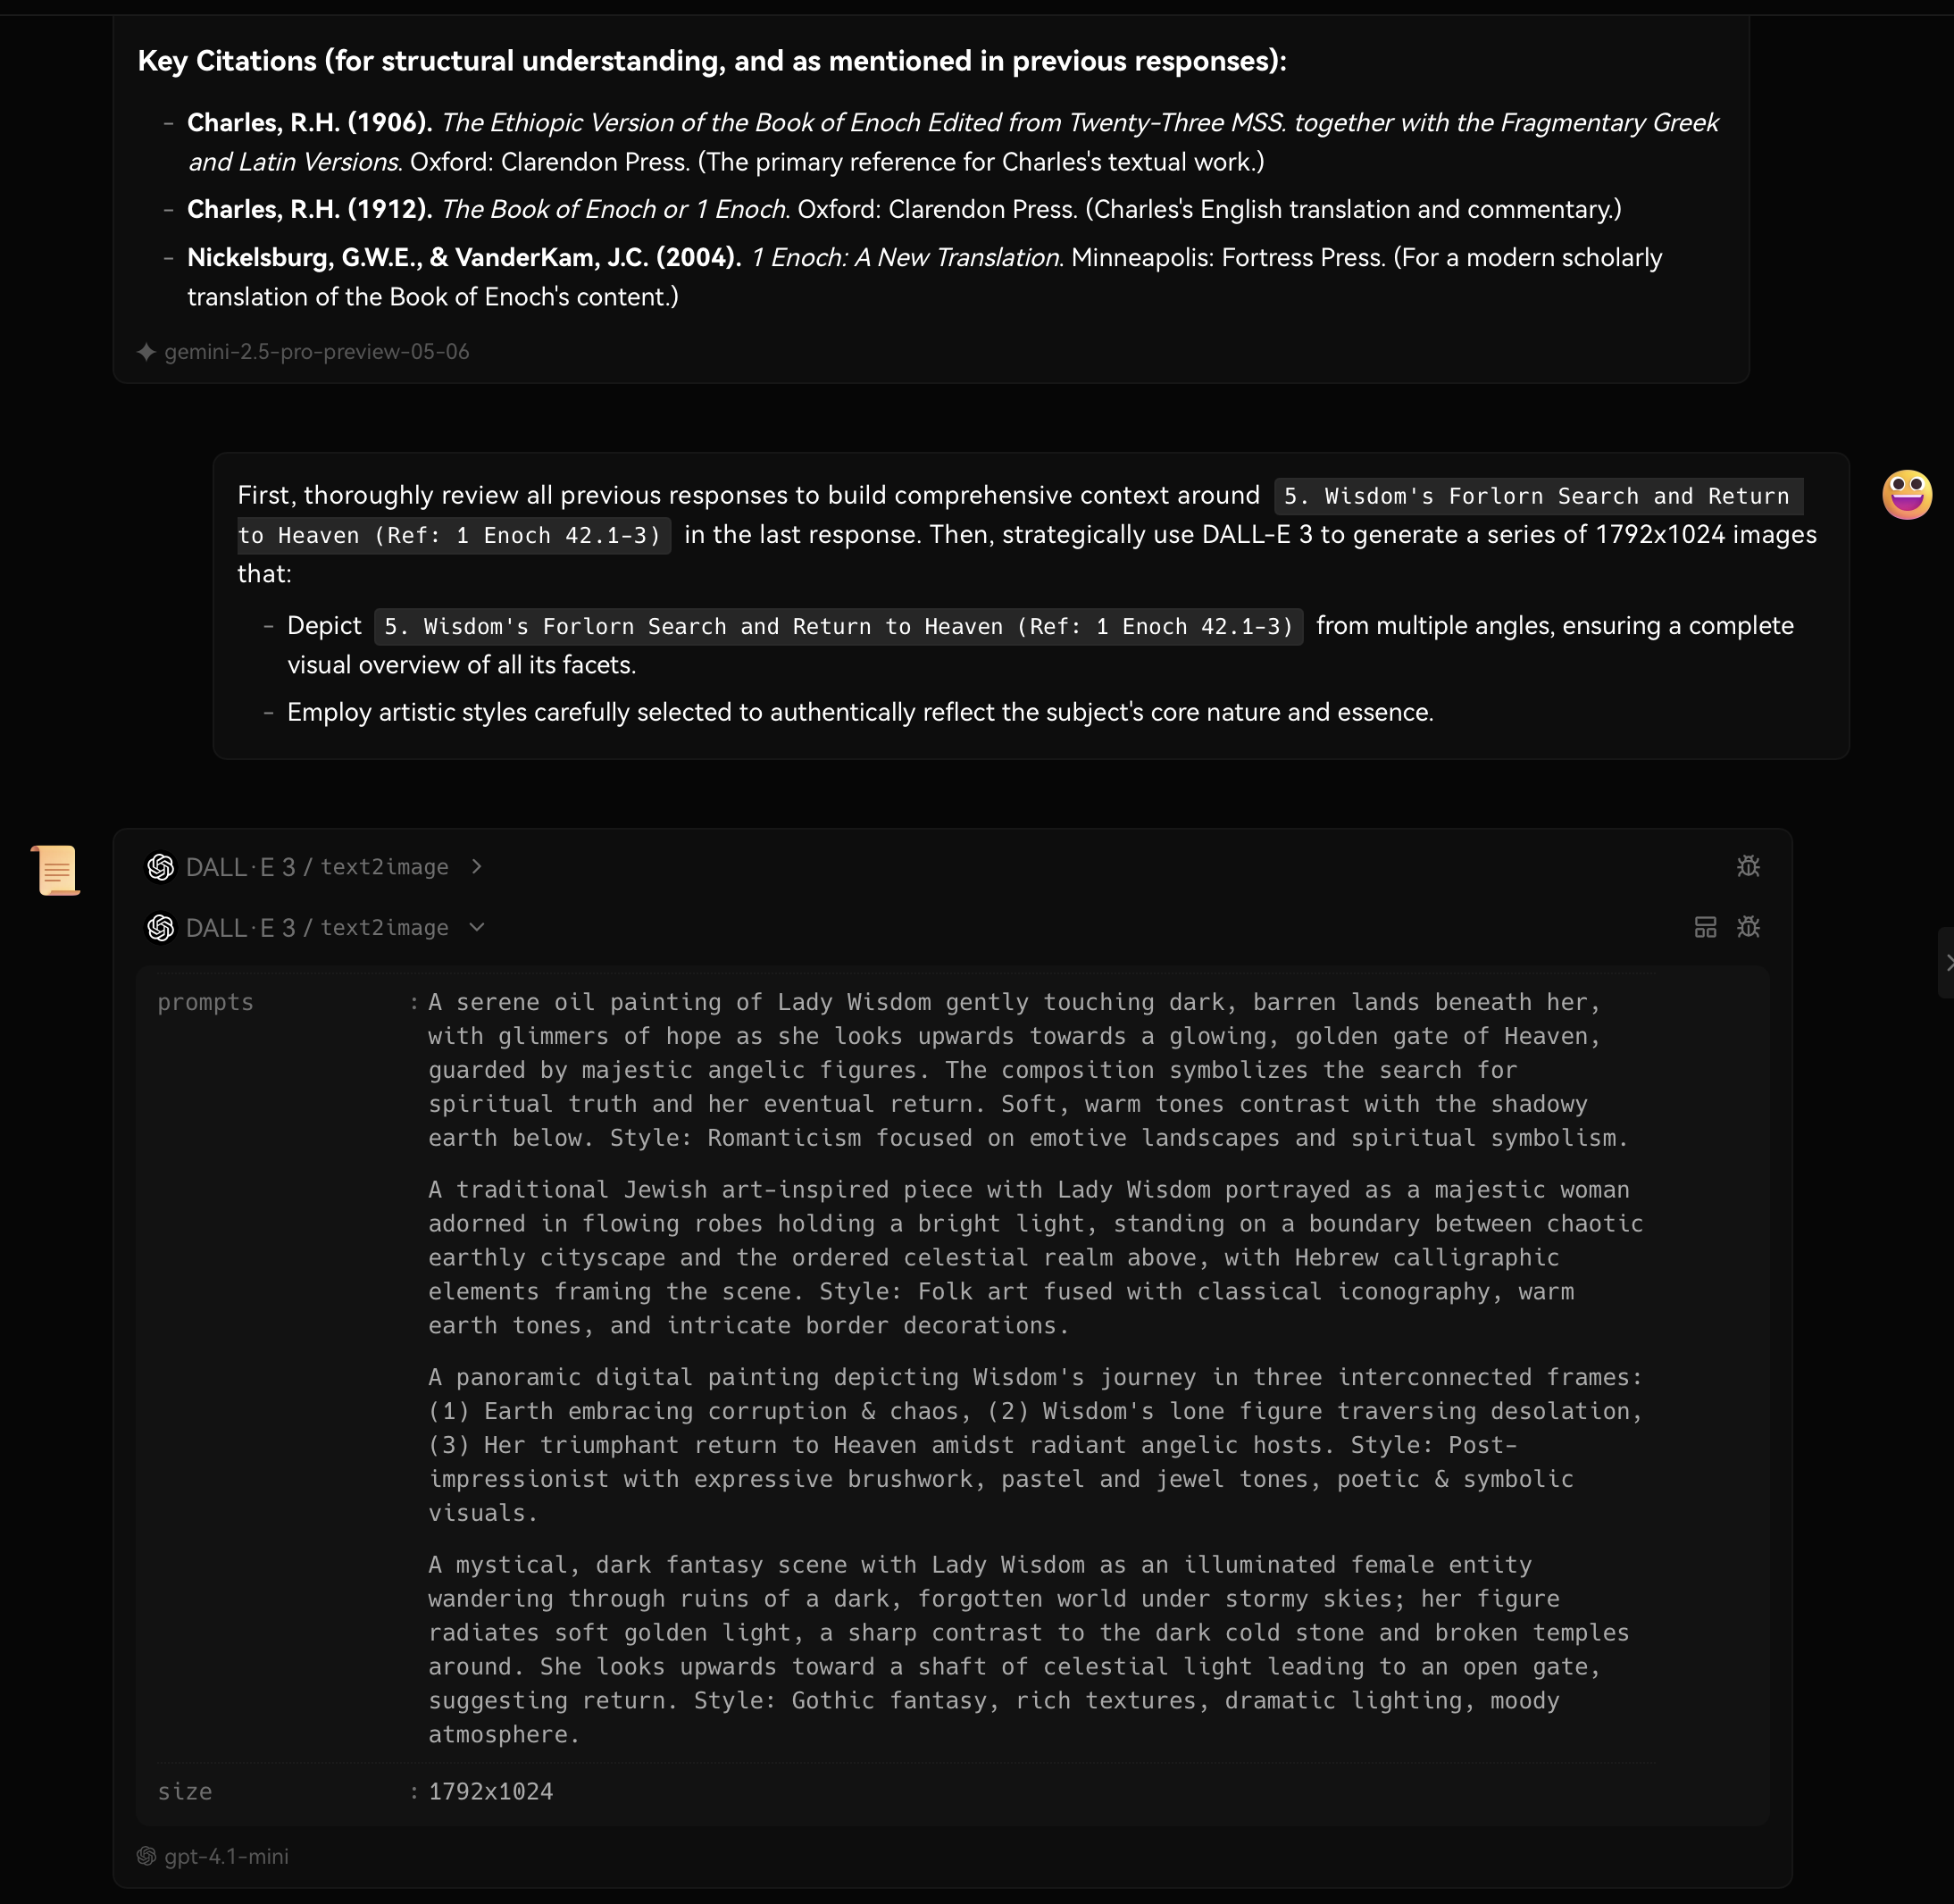 Key Citations (for structural understanding, and as mentioned in previous responses):
– Charles, R.H. (1906). The Ethiopic Version of the Book of Enoch Edited from Twenty-Three MSS. together with the Fragmentary Greek
and Latin Versions. Oxford: Clarendon Press. (The primary reference for Charles's textual work.)
– Charles, R.H. (1912). The Book of Enoch or 1 Enoch. Oxford: Clarendon Press. (Charles's English translation and commentary.)
– Nickelsburg, G.W.E., & VanderKam, J.C. (2004). 1 Enoch: A New Translation. Minneapolis: Fortress Press. (For a modern scholarly
translation of the Book of Enoch's content.)
gemini-2.5-pro-preview-05-06
First, thoroughly review all previous responses to build comprehensive context around 5. Wisdom's Forlorn Search and Return
to Heaven (Ref: 1 Enoch 42.1-3) in the last response. Then, strategically use DALL-E 3 to generate a series of 1792x1024 images
that:
– Depict 5. Wisdom's Forlorn Search and Return to Heaven (Ref: 1 Enoch 42.1-3) from multiple angles, ensuring a complete
visual overview of all its facets.
– Employ artistic styles carefully selected to authentically reflect the subject's core nature and essence.
DALL·E 3 / text2image
DALL·E 3 / text2image
prompts : A serene oil painting of Lady Wisdom gently touching dark, barren lands beneath her,
with glimmers of hope as she looks upwards towards a glowing, golden gate of Heaven,
guarded by majestic angelic figures. The composition symbolizes the search for
spiritual truth and her eventual return. Soft, warm tones contrast with the shadowy
earth below. Style: Romanticism focused on emotive landscapes and spiritual symbolism.
A traditional Jewish art-inspired piece with Lady Wisdom portrayed as a majestic woman
adorned in flowing robes holding a bright light, standing on a boundary between chaotic
earthly cityscape and the ordered celestial realm above, with Hebrew calligraphic
elements framing the scene. Style: Folk art fused with classical iconography, warm
earth tones, and intricate border decorations.
A panoramic digital painting depicting Wisdom's journey in three interconnected frames:
(1) Earth embracing corruption & chaos, (2) Wisdom's lone figure traversing desolation,
(3) Her triumphant return to Heaven amidst radiant angelic hosts. Style: Post-
impressionist with expressive brushwork, pastel and jewel tones, poetic & symbolic
visuals.
A mystical, dark fantasy scene with Lady Wisdom as an illuminated female entity
wandering through ruins of a dark, forgotten world under stormy skies; her figure
radiates soft golden light, a sharp contrast to the dark cold stone and broken temples
around. She looks upwards toward a shaft of celestial light leading to an open gate,
suggesting return. Style: Gothic fantasy, rich textures, dramatic lighting, moody
atmosphere.
size : 1792x1024
gpt-4.1-mini